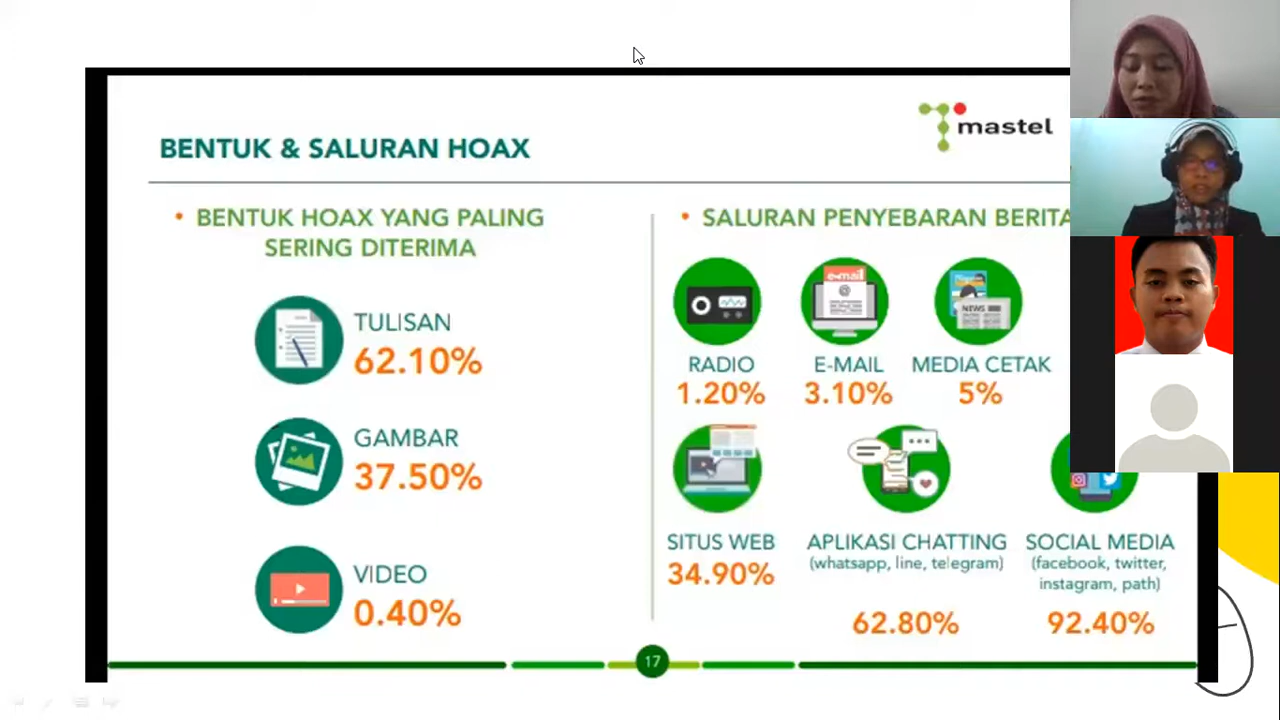 mastel
BENTUK & SALURAN HOAX
• BENTUK HOAX YANG PALING
SERING DITERIMA
TULISAN
62.10%
GAMBAR
37.50%
VIDEO
0.40%
• SALURAN PENYEBARAN BERITA
e-mail
@
NEWS
RADIO
1.20%
E-MAIL
3.10%
MEDIA CETAK
5%
SITUS WEB
34.90%
APLIKASI CHATTING
(whatsapp, line, telegram)
62.80%
SOCIAL MEDIA
(facebook, twitter,
instagram, path)
92.40%
17